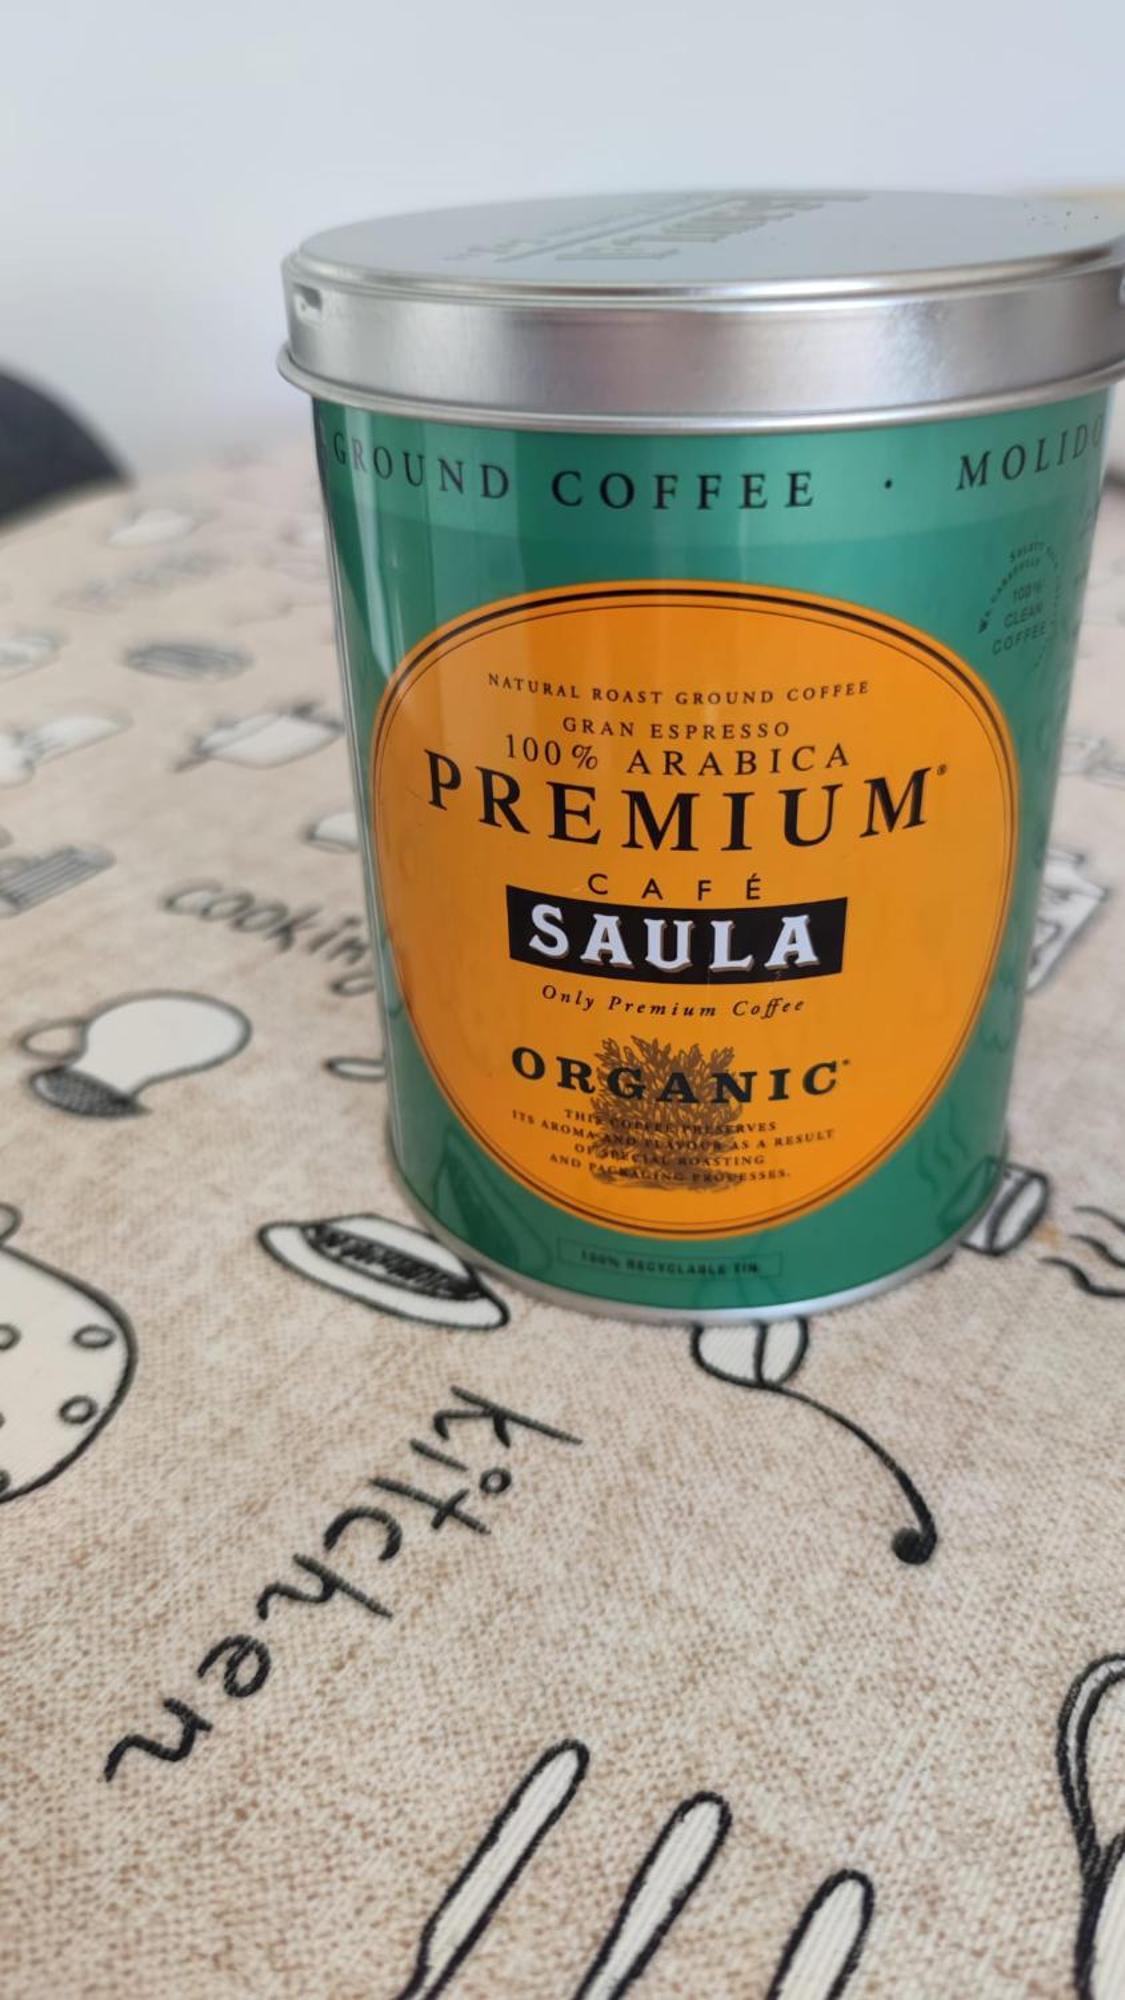 GROUND COFFEE · MOLIDO
100%
CLEAN
COFFEE
NATURAL ROAST GROUND COFFEE
GRAN ESPRESSO
100% ARABICA
PREMIUM®
CAFÉ
SAULA
Only Premium Coffee
ORGANIC
THIS COFFEE PRESERVES
ITS AROMA AND FLAVOUR AS A RESULT
OF SPECIAL ROASTING
AND PACKAGING PROCESSES.
100% RECYCLABLE TIN
cooking
kitchen